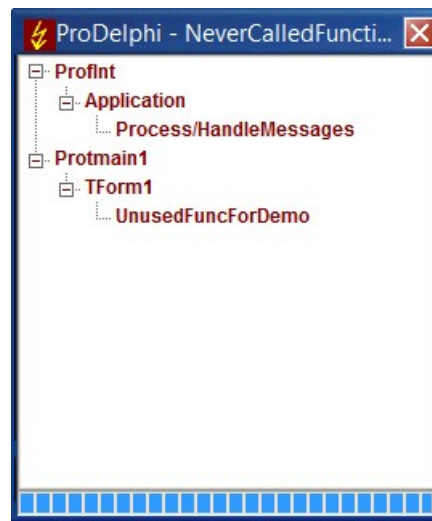 ProDelphi - NeverCalledFuncti...
ProfInt
Application
Process/HandleMessages
Protmain1
TForm1
UnusedFuncForDemo